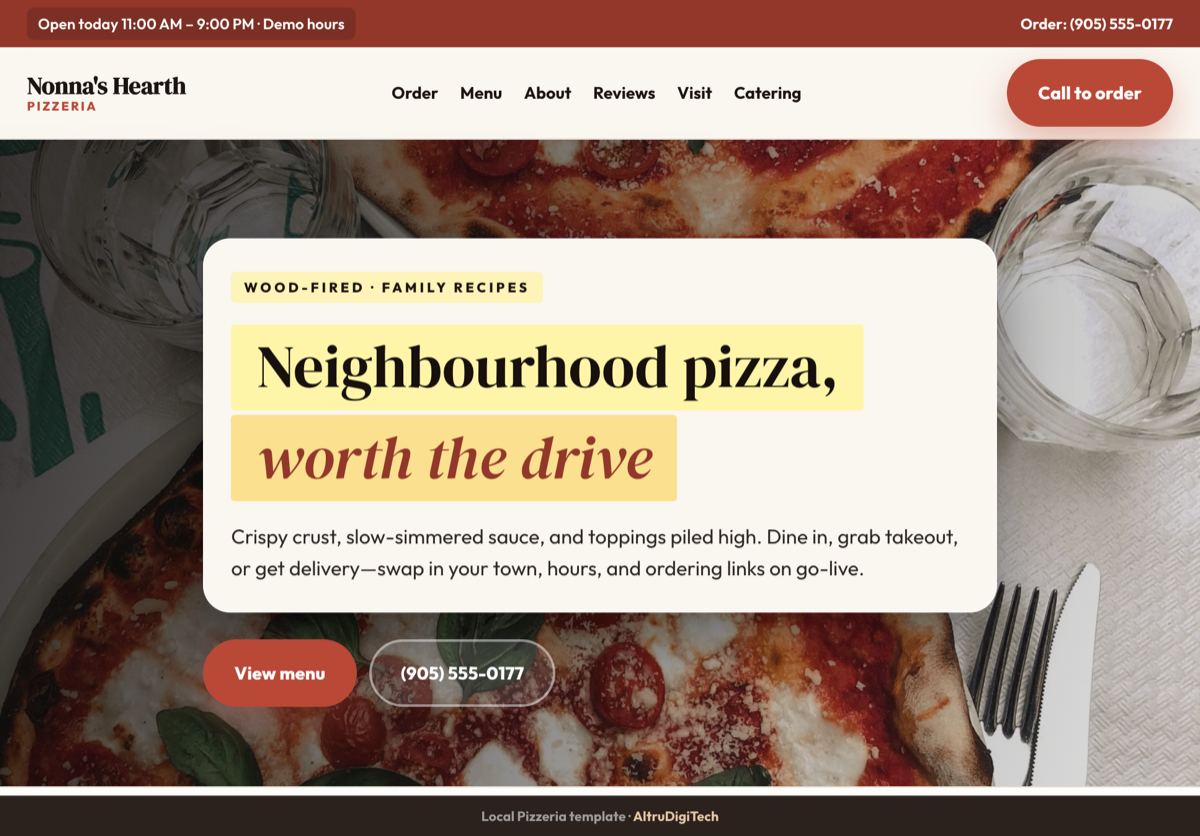 Open today 11:00 AM – 9:00 PM · Demo hours
Order: (905) 555-0177
Nonna's Hearth
PIZZERIA
Order Menu About Reviews Visit Catering
Call to order
WOOD-FIRED · FAMILY RECIPES
Neighbourhood pizza,
worth the drive
Crispy crust, slow-simmered sauce, and toppings piled high. Dine in, grab takeout,
or get delivery—swap in your town, hours, and ordering links on go-live.
View menu
(905) 555-0177
Local Pizzeria template · AltruDigiTech